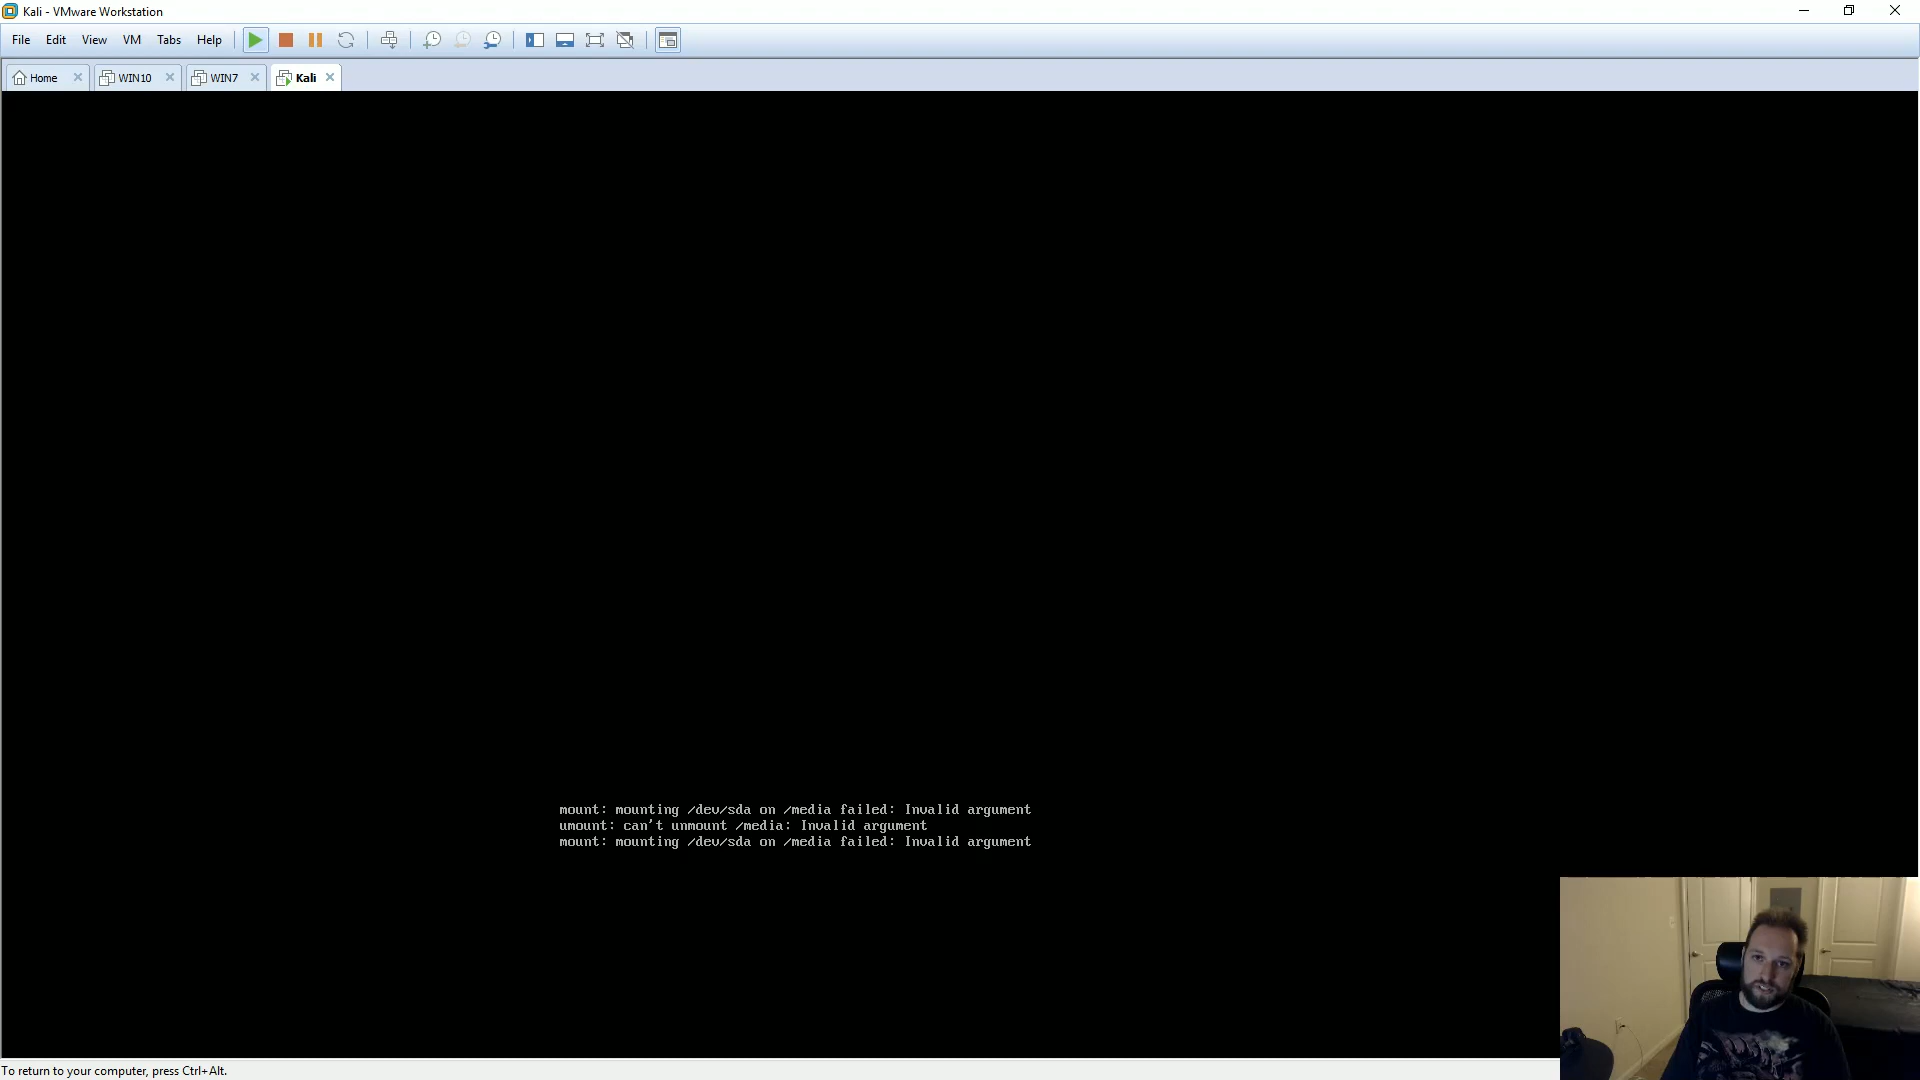 Kali - VMware Workstation
File Edit View VM Tabs Help
Home WIN10 WIN7 Kali
mount: mounting /dev/sda on /media failed: Invalid argument
umount: can't unmount /media: Invalid argument
mount: mounting /dev/sda on /media failed: Invalid argument
To return to your computer, press Ctrl+Alt.